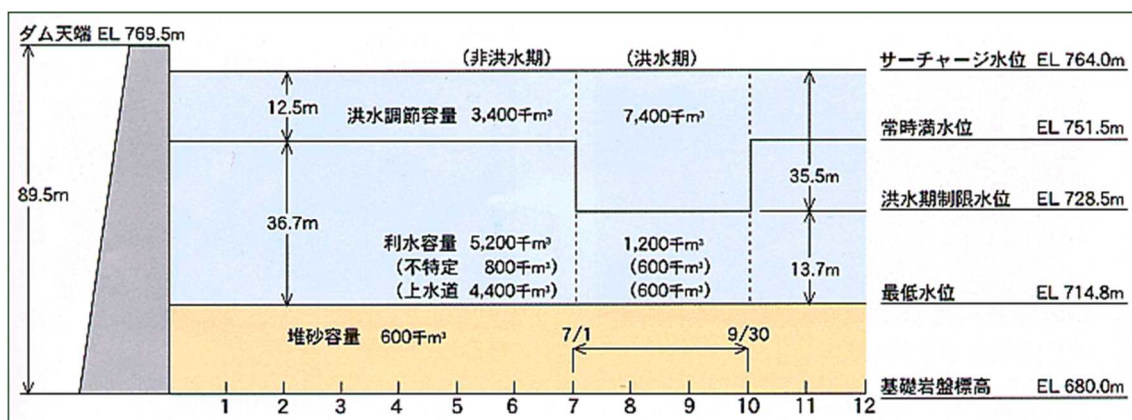 ダム天端 EL 769.5m
(非洪水期) (洪水期)
サーチャージ水位 EL 764.0m
12.5m
洪水調節容量 3,400千m³ 7,400千m³
常時満水位 EL 751.5m
35.5m
89.5m
洪水期制限水位 EL 728.5m
36.7m
利水容量 5,200千m³ 1,200千m³
(不特定 800千m³) (600千m³)
13.7m
(上水道 4,400千m³) (600千m³)
最低水位 EL 714.8m
堆砂容量 600千m³
7/1 9/30
基礎岩盤標高 EL 680.0m
1 2 3 4 5 6 7 8 9 10 11 12